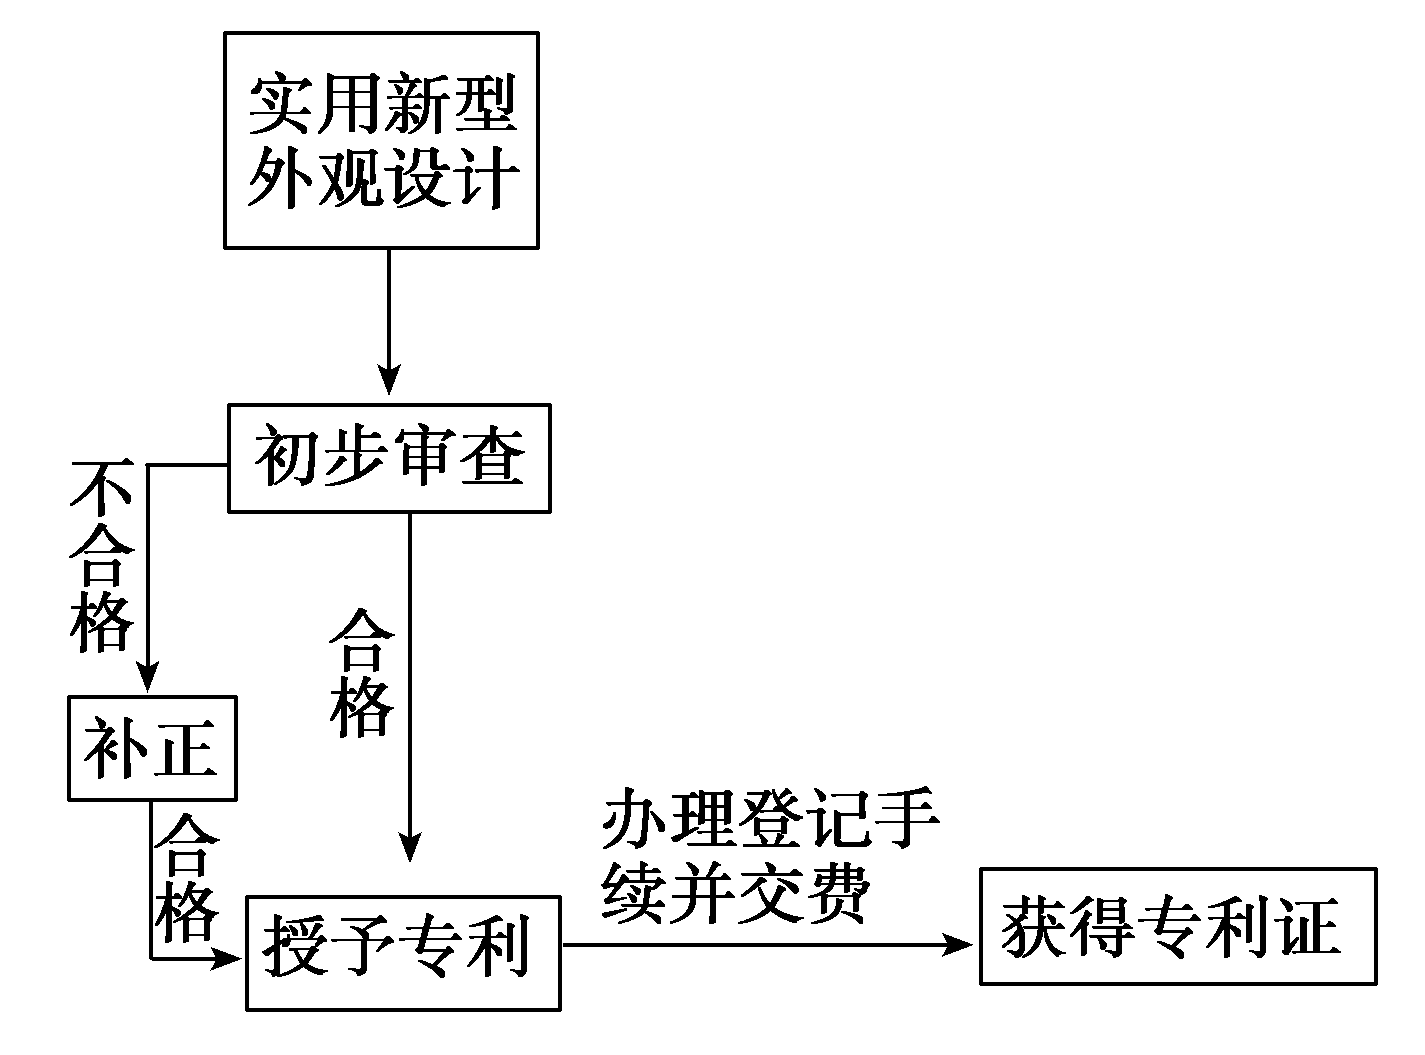 实用新型
外观设计
初步审查
不合格
合格
补正
合格
办理登记手
续并交费
授予专利
获得专利证